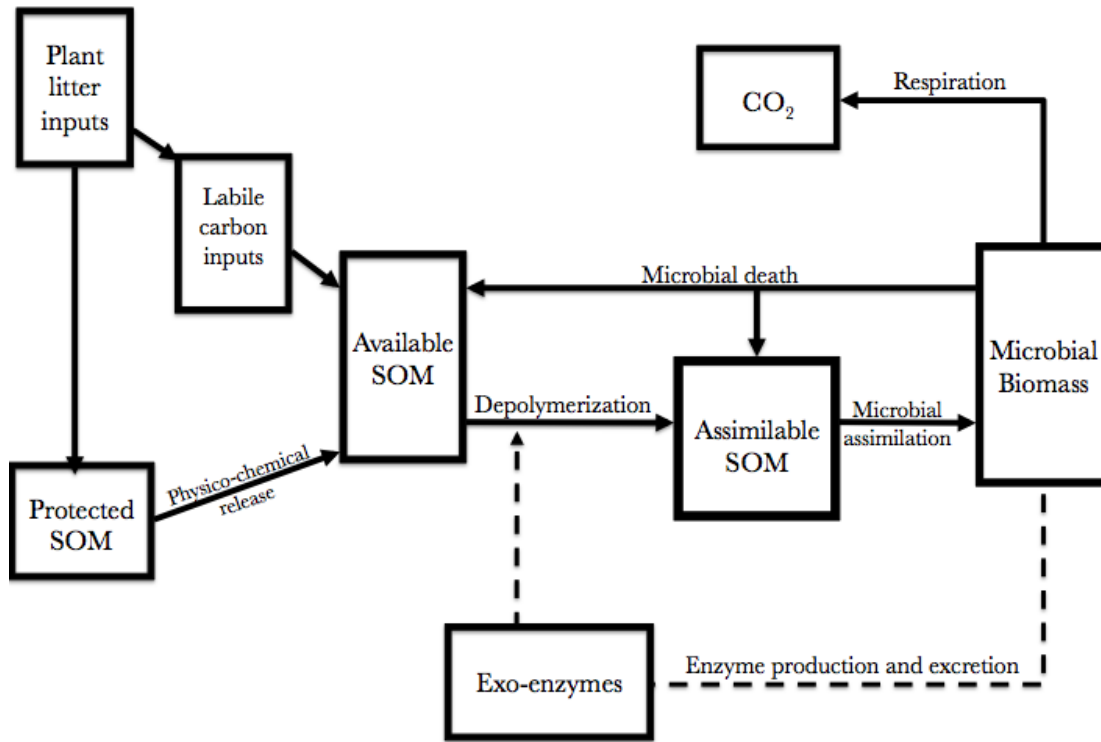 Plant
litter
inputs
CO₂
Respiration
Labile
carbon
inputs
Microbial death
Available
SOM
Microbial
Biomass
Depolymerization
Assimilable
SOM
Microbial
assimilation
Physico-chemical
release
Protected
SOM
Exo-enzymes
Enzyme production and excretion